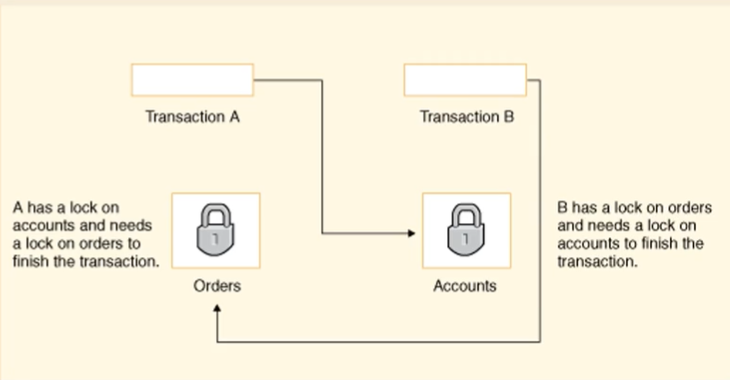 Transaction A
Transaction B
A has a lock on
accounts and needs
a lock on orders to
finish the transaction.
1
Orders
1
Accounts
B has a lock on orders
and needs a lock on
accounts to finish the
transaction.